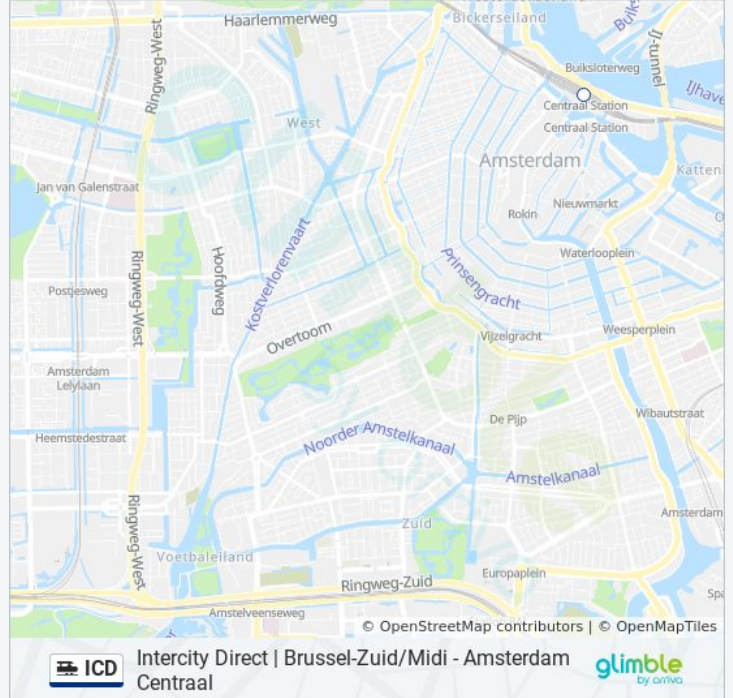 Haarlemmerweg
Bickerseiland
Buiks
IJ-tunnel
Ringweg-West
Buiksloterweg
IJhave
Centraal Station
West
Centraal Station
Amsterdam
Katten
Jan van Galenstraat
Nieuwmarkt
Rokin
O
Kostverlorenvaart
Waterlooplein
Hoofdweg
Prinsengracht
Ringweg-West
Postjesweg
Overtoom
Vijzelgracht
Weesperplein
Amsterdam
Lelylaan
De Pijp
Wibautstraat
Heemstedestraat
Noorder Amstelkanaal
Amstelkanaal
Ringweg-West
Amsterdam
Zuid
Voetbaleiland
Europaplein
Ringweg-Zuid
Spa
Amstelveenseweg
er
© OpenStreetMap contributors | © OpenMapTiles
ICD
Intercity Direct | Brussel-Zuid/Midi - Amsterdam
Centraal
glimble
by arriva